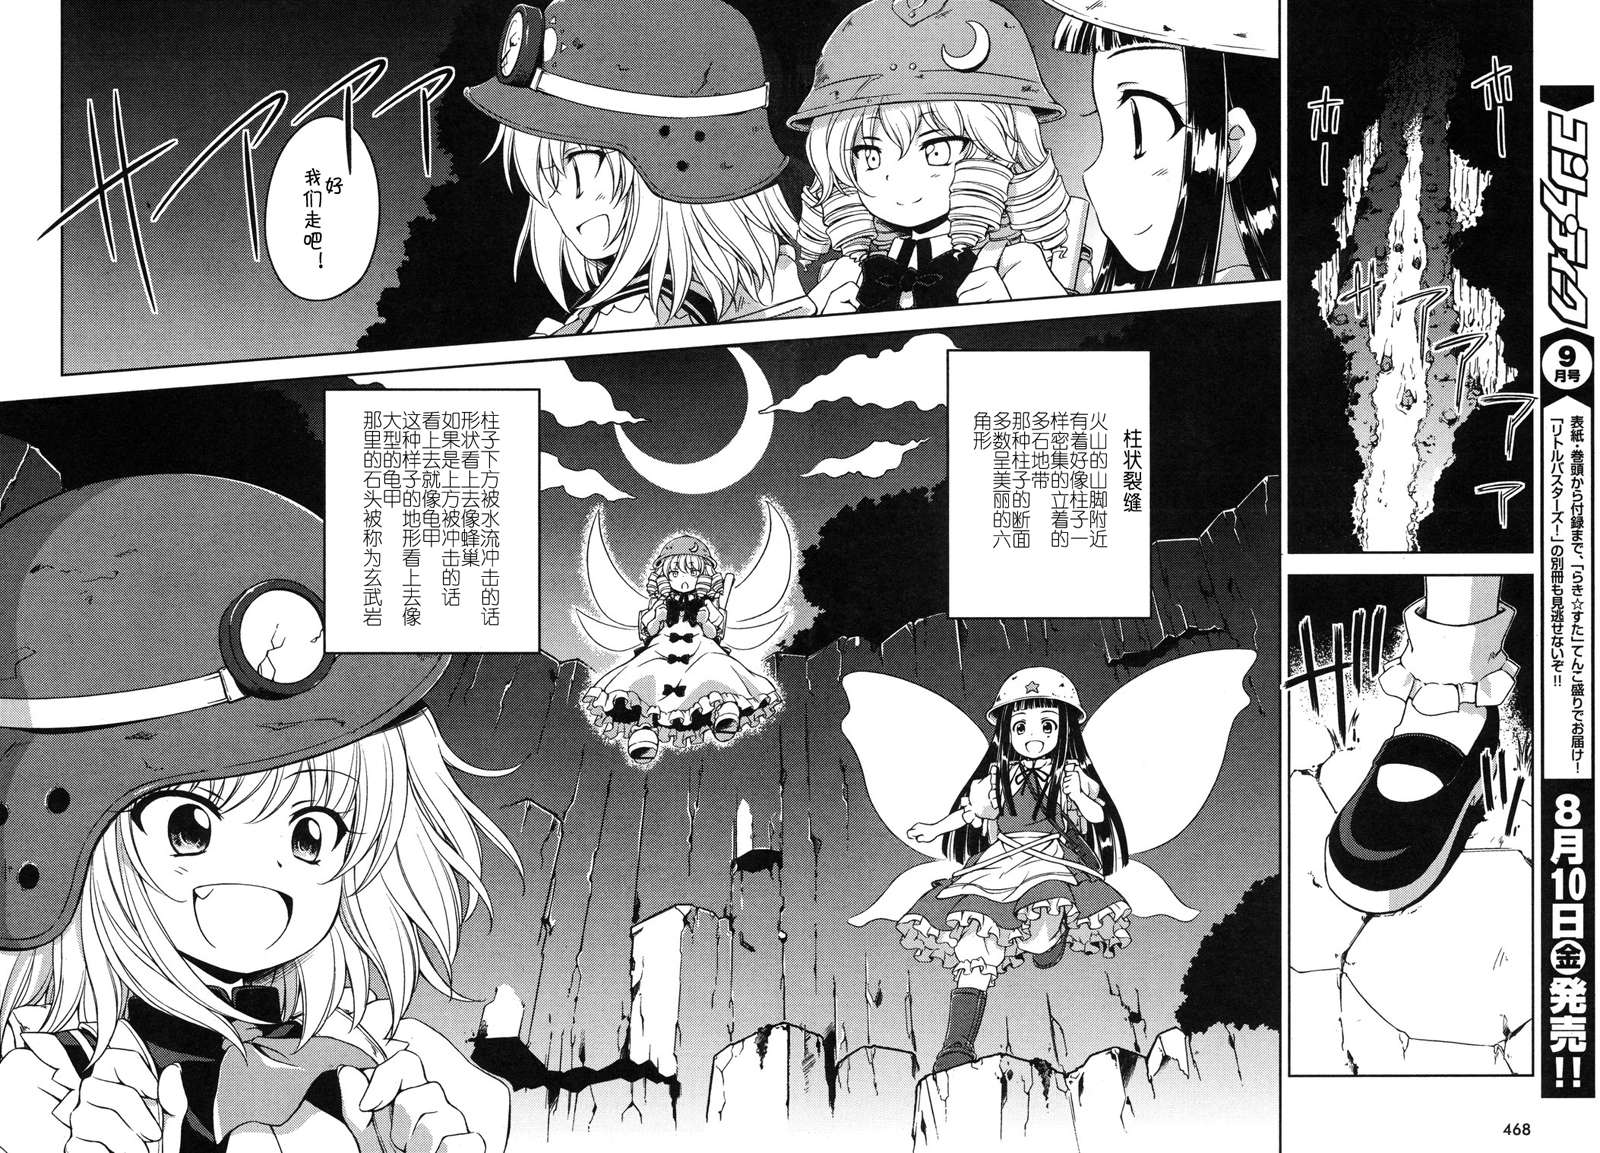 コンプティーク
9月号
表紙・巻頭から付録まで、「らき☆すた」てんこ盛りでお届け！
「リトルバスターズ！」の別冊も見逃せないぞ!!
8月10日㊎発売!!
ホー
ホー
サアアア
好
我们走吧！
サアアアア
柱状裂缝
火山的山脚附近
有着好像柱子一
样密集的立着的
多石地带
那种柱子的断面
多数呈美丽的六
角形
柱子下方被水流冲击的话
形状看上去像蜂巢
如果是上方被冲击的话
看上去就像龟甲
这种样子的地形看上去像
大型的龟甲
那里的石头被称为玄武岩
468